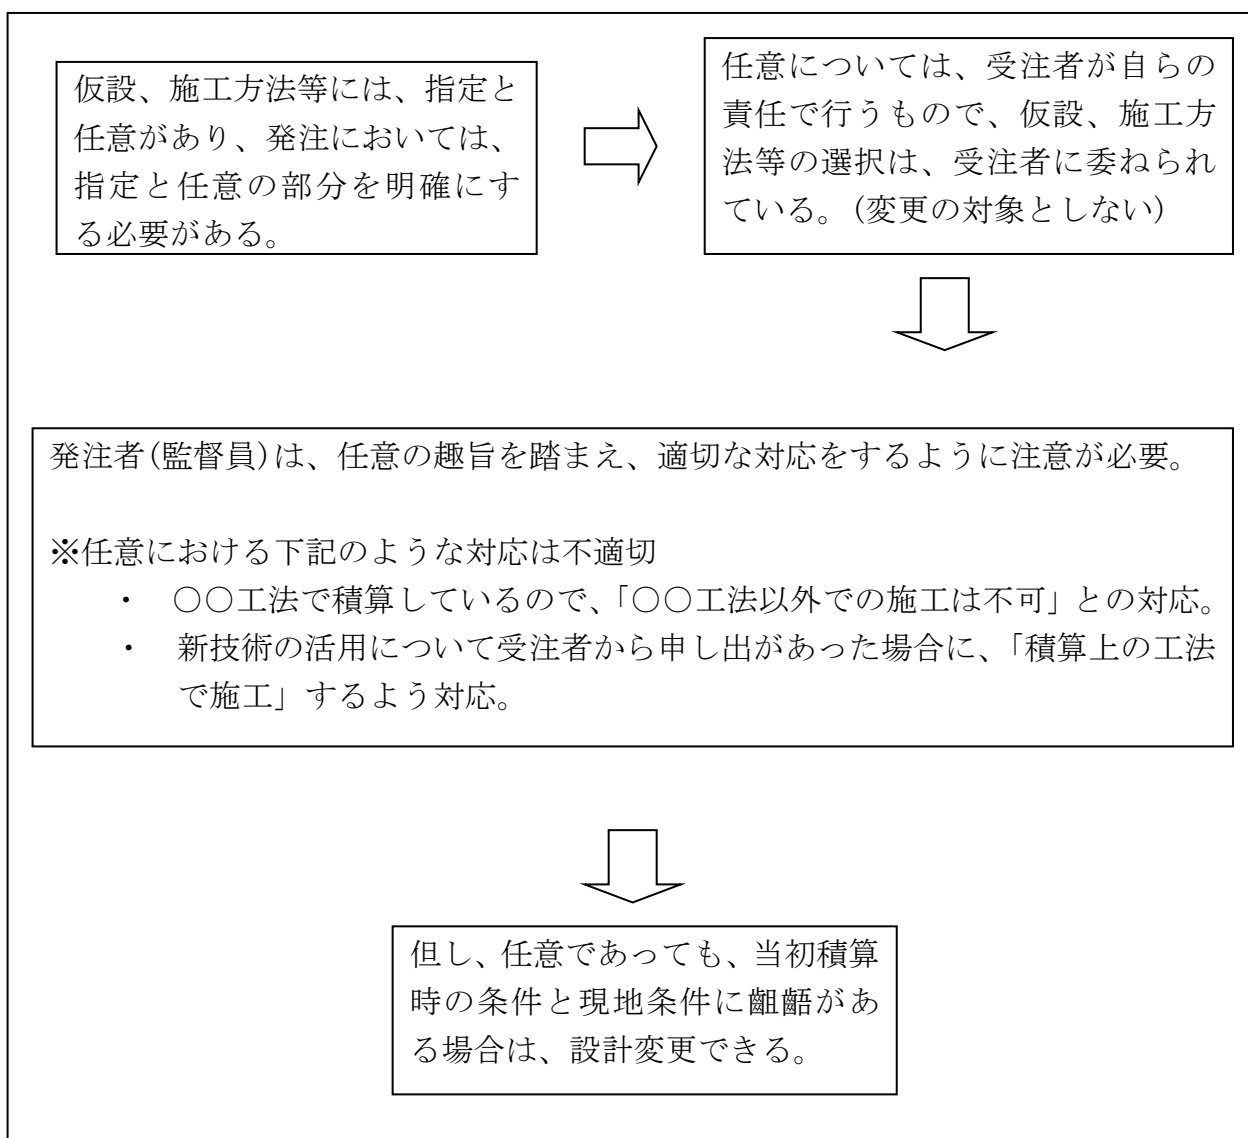 仮設、施工方法等には、指定と
任意があり、発注においては、
指定と任意の部分を明確にす
る必要がある。
任意については、受注者が自らの
責任で行うもので、仮設、施工方
法等の選択は、受注者に委ねられ
ている。(変更の対象としない)
発注者(監督員)は、任意の趣旨を踏まえ、適切な対応をするように注意が必要。
※任意における下記のような対応は不適切
・ ○○工法で積算しているので、「○○工法以外での施工は不可」との対応。
・ 新技術の活用について受注者から申し出があった場合に、「積算上の工法
で施工」するよう対応。
但し、任意であっても、当初積算
時の条件と現地条件に齟齬があ
る場合は、設計変更できる。